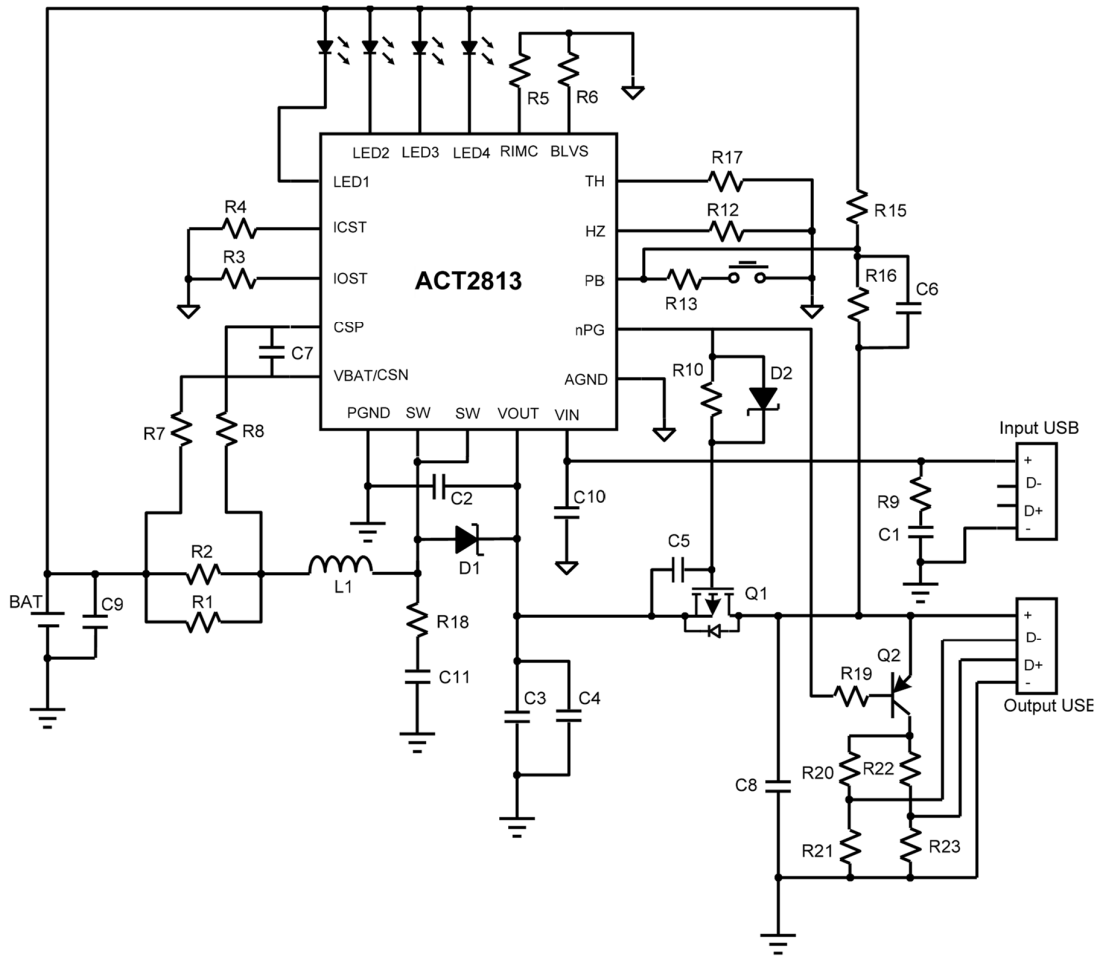 R5
R6
LED2
LED3
LED4
RIMC
BLVS
LED1
TH
R17
R4
ICST
HZ
R12
R15
R3
IOST
ACT2813
PB
R13
R16
C6
CSP
nPG
C7
VBAT/CSN
AGND
R10
D2
PGND
SW
SW
VOUT
VIN
R7
R8
Input USB
+
D-
D+
-
C2
C10
R9
C1
D1
C5
R2
L1
Q1
BAT
C9
R1
R18
+
D-
D+
-
Q2
R19
Output USE
C11
C3
C4
R20
R22
C8
R21
R23